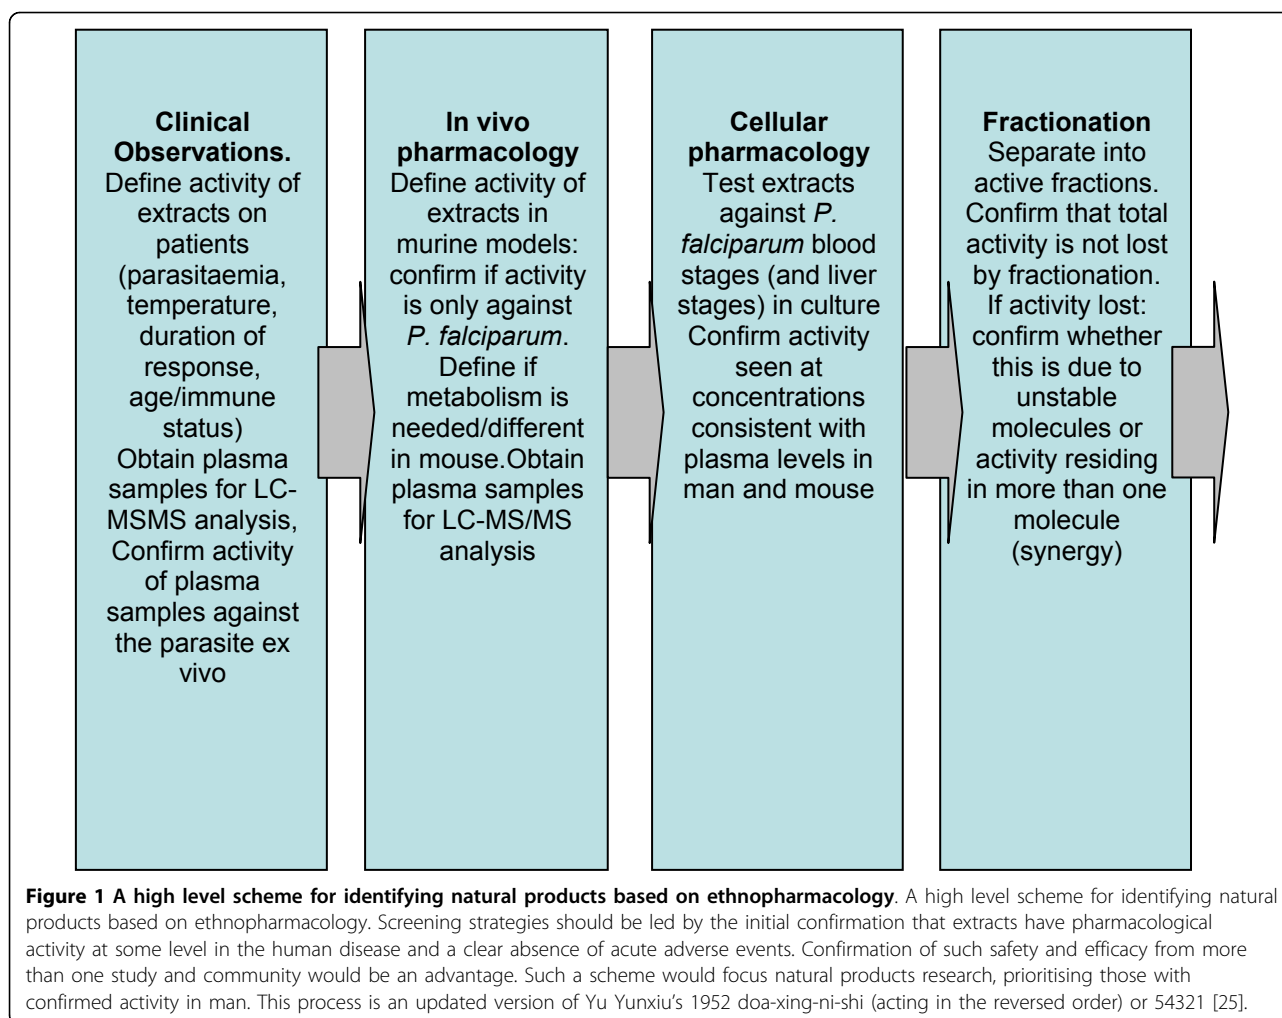 Clinical
Observations.
Define activity of
extracts on
patients
(parasitaemia,
temperature,
duration of
response,
age/immune
status)
Obtain plasma
samples for LC-
MSMS analysis,
Confirm activity
of plasma
samples against
the parasite ex
vivo
In vivo
pharmacology
Define activity of
extracts in
murine models:
confirm if activity
is only against
P. falciparum.
Define if
metabolism is
needed/different
in mouse.Obtain
plasma samples
for LC-MS/MS
analysis
Cellular
pharmacology
Test extracts
against P.
falciparum blood
stages (and liver
stages) in culture
Confirm activity
seen at
concentrations
consistent with
plasma levels in
man and mouse
Fractionation
Separate into
active fractions.
Confirm that total
activity is not lost
by fractionation.
If activity lost:
confirm whether
this is due to
unstable
molecules or
activity residing
in more than one
molecule
(synergy)
Figure 1 A high level scheme for identifying natural products based on ethnopharmacology. A high level scheme for identifying natural
products based on ethnopharmacology. Screening strategies should be led by the initial confirmation that extracts have pharmacological
activity at some level in the human disease and a clear absence of acute adverse events. Confirmation of such safety and efficacy from more
than one study and community would be an advantage. Such a scheme would focus natural products research, prioritising those with
confirmed activity in man. This process is an updated version of Yu Yunxiu's 1952 doa-xing-ni-shi (acting in the reversed order) or 54321 [25].